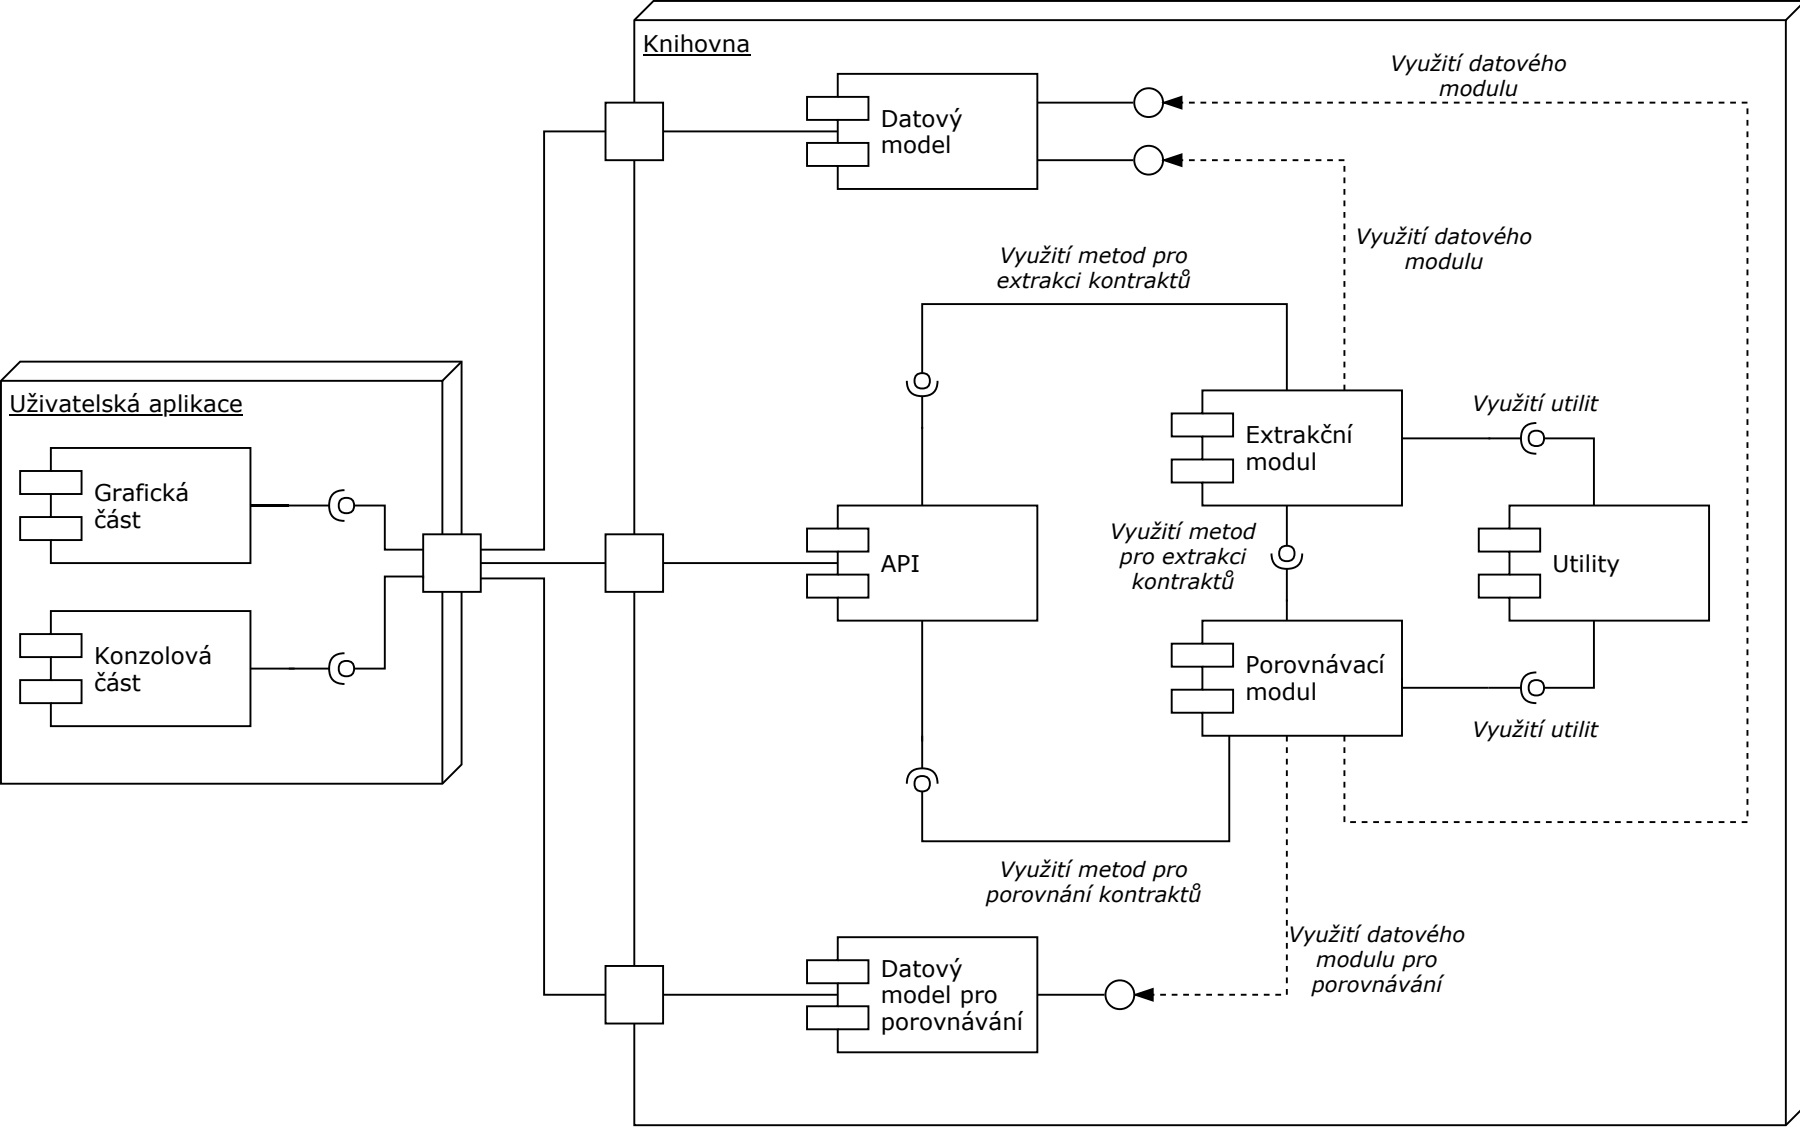 Knihovna
Využití datového
modulu
Datový
model
Využití datového
modulu
Využití metod pro
extrakci kontraktů
Uživatelská aplikace
Grafická
část
Konzolová
část
Extrakční
modul
Využití utilit
API
Využití metod
pro extrakci
kontraktů
Utility
Porovnávací
modul
Využití utilit
Využití metod pro
porovnání kontraktů
Využití datového
modulu pro
porovnávání
Datový
model pro
porovnávání